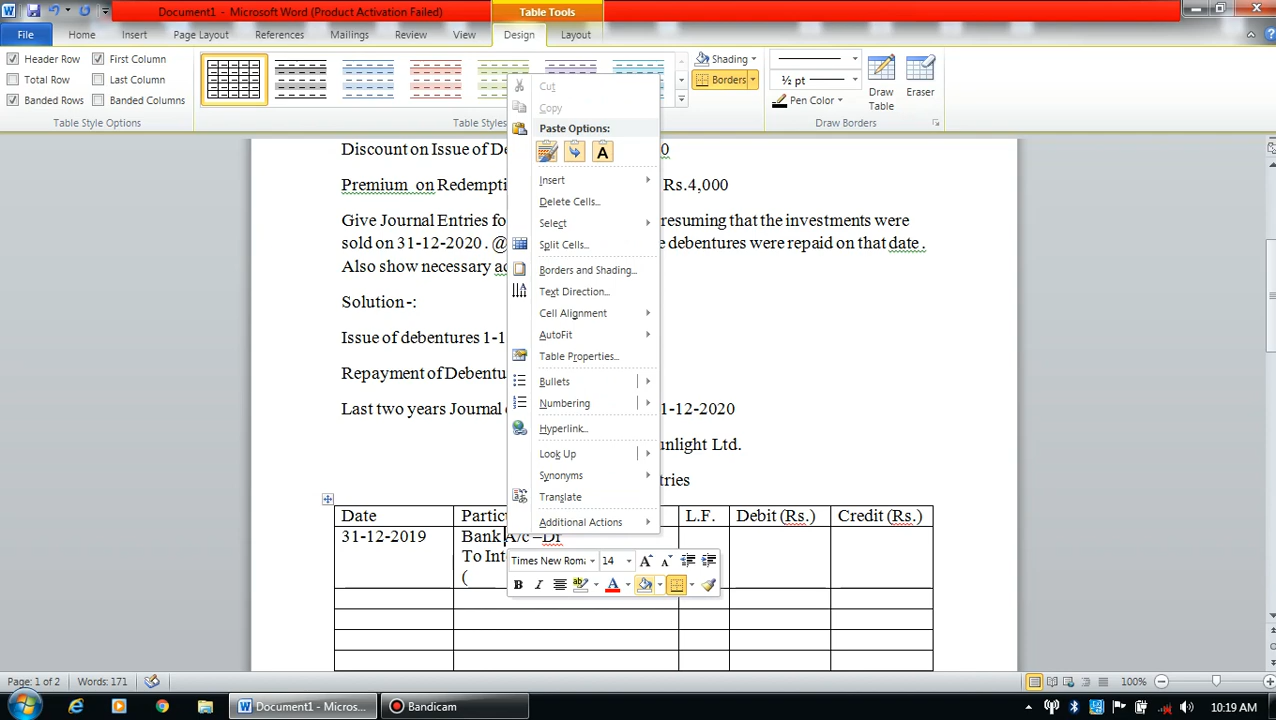 Document1 - Microsoft Word (Product Activation Failed)
Table Tools
File Home Insert Page Layout References Mailings Review View Design Layout
Header Row First Column
Total Row Last Column
Banded Rows Banded Columns
Table Style Options
Table Styles
Shading
Borders
½ pt
Pen Color
Draw Table
Eraser
Draw Borders
Cut
Copy
Paste Options:
Insert
Delete Cells...
Select
Split Cells...
Borders and Shading...
Text Direction...
Cell Alignment
AutoFit
Table Properties...
Bullets
Numbering
Hyperlink...
Look Up
Synonyms
Translate
Additional Actions
Times New Rom 14
Discount on Issue of De 0
Premium on Redempti Rs.4,000
Give Journal Entries fo resuming that the investments were
sold on 31-12-2020 . @ e debentures were repaid on that date .
Also show necessary ac
Solution -:
Issue of debentures 1-1
Repayment of Debentu
Last two years Journal 1-12-2020
unlight Ltd.
tries
Date Particu L.F. Debit (Rs.) Credit (Rs.)
31-12-2019 Bank A/c –Dr
To Int
(
Page: 1 of 2 Words: 171 100%
Document1 - Micros... Bandicam 10:19 AM